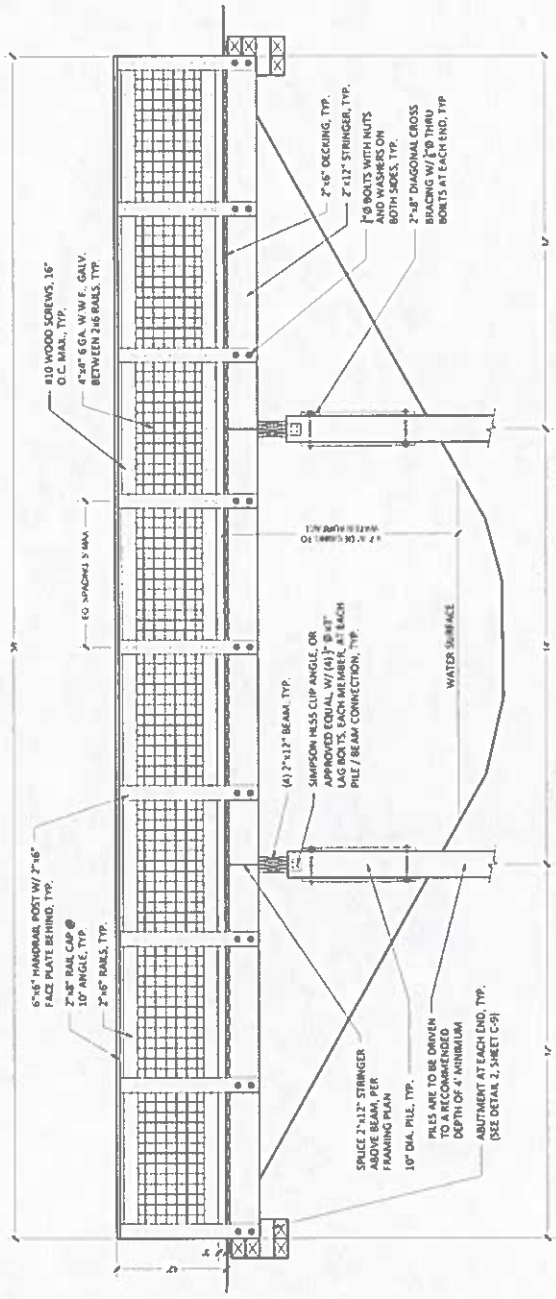 #10 WOOD SCREWS, 16"
O.C. MAX., TYP.
4"x4" 6 GA. W.W.F., GALV.
BETWEEN 2x6 RAILS, TYP.
EQ SPACING 5' MAX
6"x6" HANDRAIL POST W/ 2"x6"
FACE PLATE BEHIND, TYP.
2"x8" RAIL CAP @
10° ANGLE, TYP.
2"x6" RAILS, TYP.
2"x6" DECKING, TYP.
2"x12" STRINGER, TYP.
Ø BOLTS WITH NUTS
AND WASHERS ON
BOTH SIDES, TYP.
2"x8" DIAGONAL CROSS
BRACING W/ Ø THRU
BOLTS AT EACH END, TYP
DECKING TO
WATER SURFACE
WATER SURFACE
(4) 2"x12" BEAM, TYP.
SIMPSON HL55 CLIP ANGLE, OR
APPROVED EQUAL, W/ (4)
LAG BOLTS, EACH MEMBER, AT EACH
PILE / BEAM CONNECTION, TYP.
SPLICE 2"x12" STRINGER
ABOVE BEAM, PER
FRAMING PLAN
10" DIA. PILE, TYP.
PILES ARE TO BE DRIVEN
TO A RECOMMENDED
DEPTH OF 4' MINIMUM
ABUTMENT AT EACH END, TYP.
(SEE DETAIL 2, SHEET C-9)